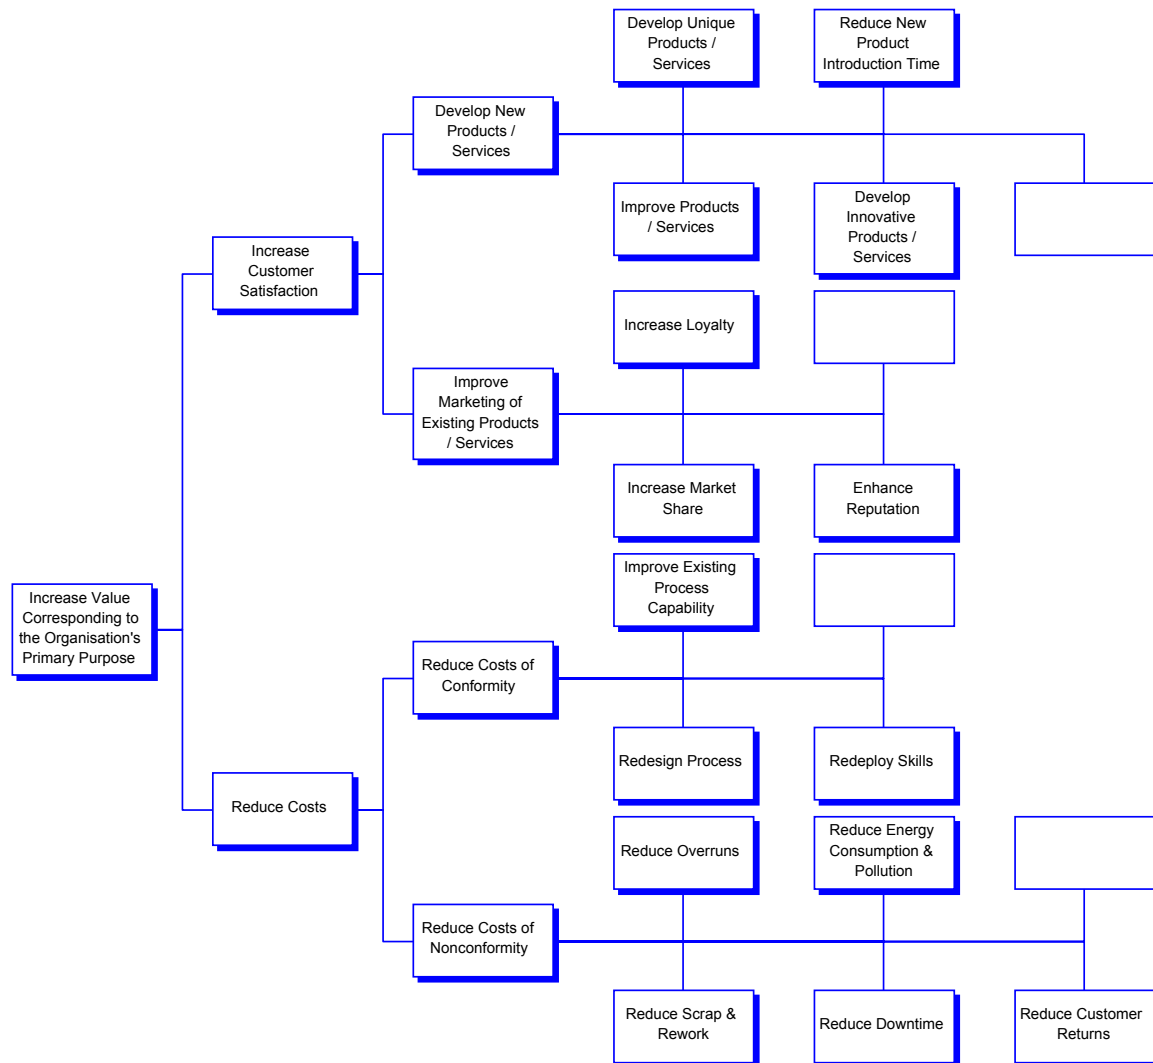 Develop Unique
Products /
Services
Reduce New
Product
Introduction Time
Develop New
Products /
Services
Improve Products
/ Services
Develop
Innovative
Products /
Services
Increase
Customer
Satisfaction
Increase Loyalty
Improve
Marketing of
Existing Products
/ Services
Increase Market
Share
Enhance
Reputation
Increase Value
Corresponding to
the Organisation's
Primary Purpose
Improve Existing
Process
Capability
Reduce Costs of
Conformity
Redesign Process
Redeploy Skills
Reduce Costs
Reduce Overruns
Reduce Energy
Consumption &
Pollution
Reduce Costs of
Nonconformity
Reduce Scrap &
Rework
Reduce Downtime
Reduce Customer
Returns